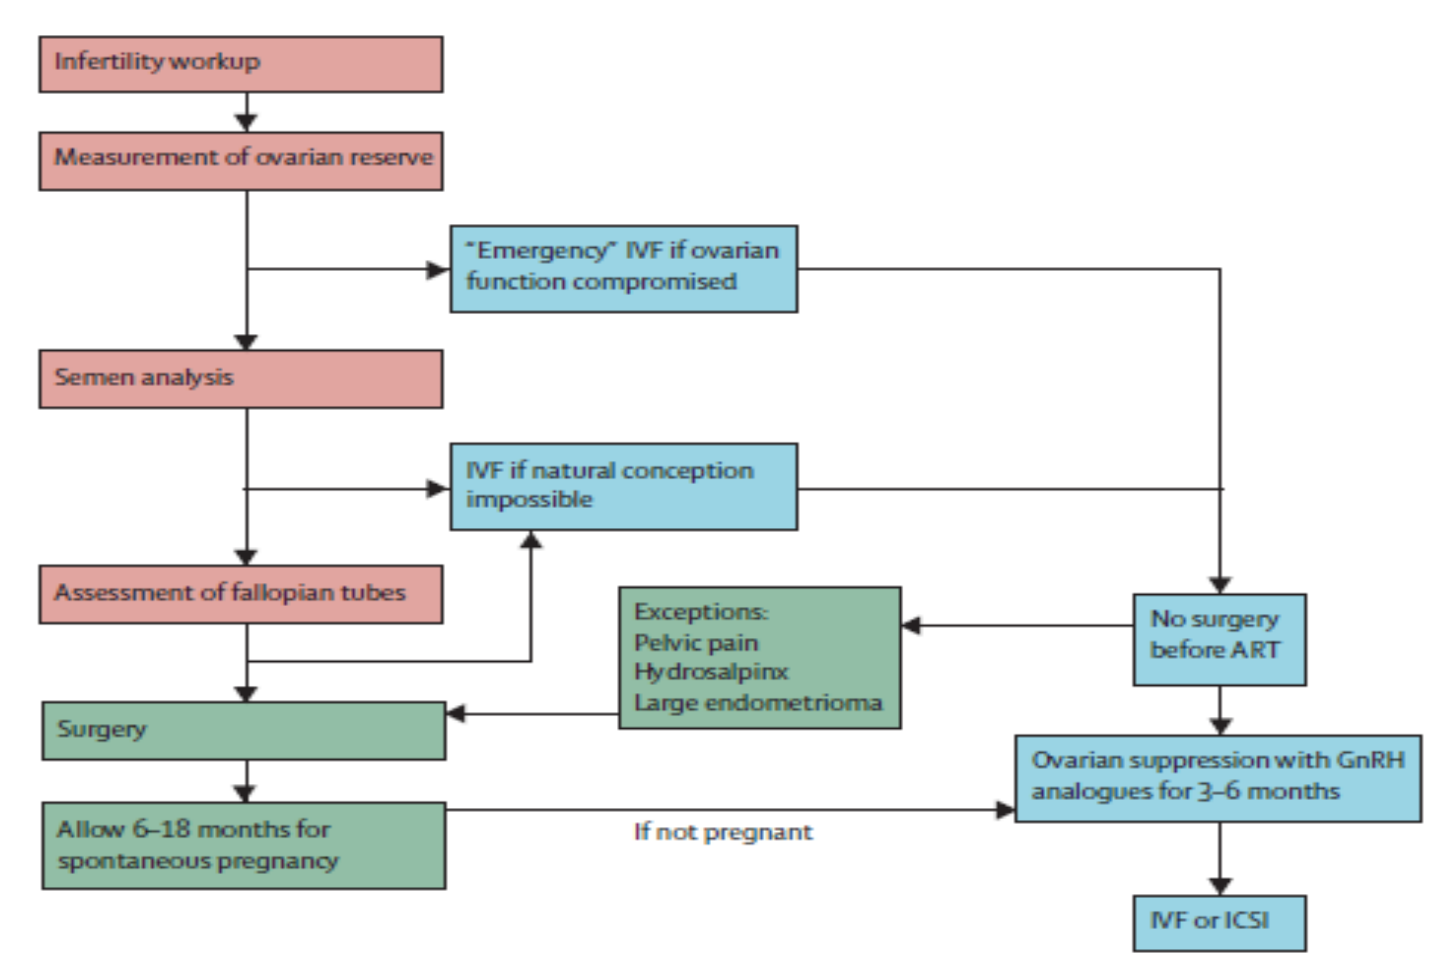 Infertility workup
Measurement of ovarian reserve
“Emergency” IVF if ovarian
function compromised
Semen analysis
IVF if natural conception
impossible
Assessment of fallopian tubes
Exceptions:
Pelvic pain
Hydrosalpinx
Large endometrioma
No surgery
before ART
Surgery
Ovarian suppression with GnRH
analogues for 3–6 months
Allow 6–18 months for
spontaneous pregnancy
If not pregnant
IVF or ICSI